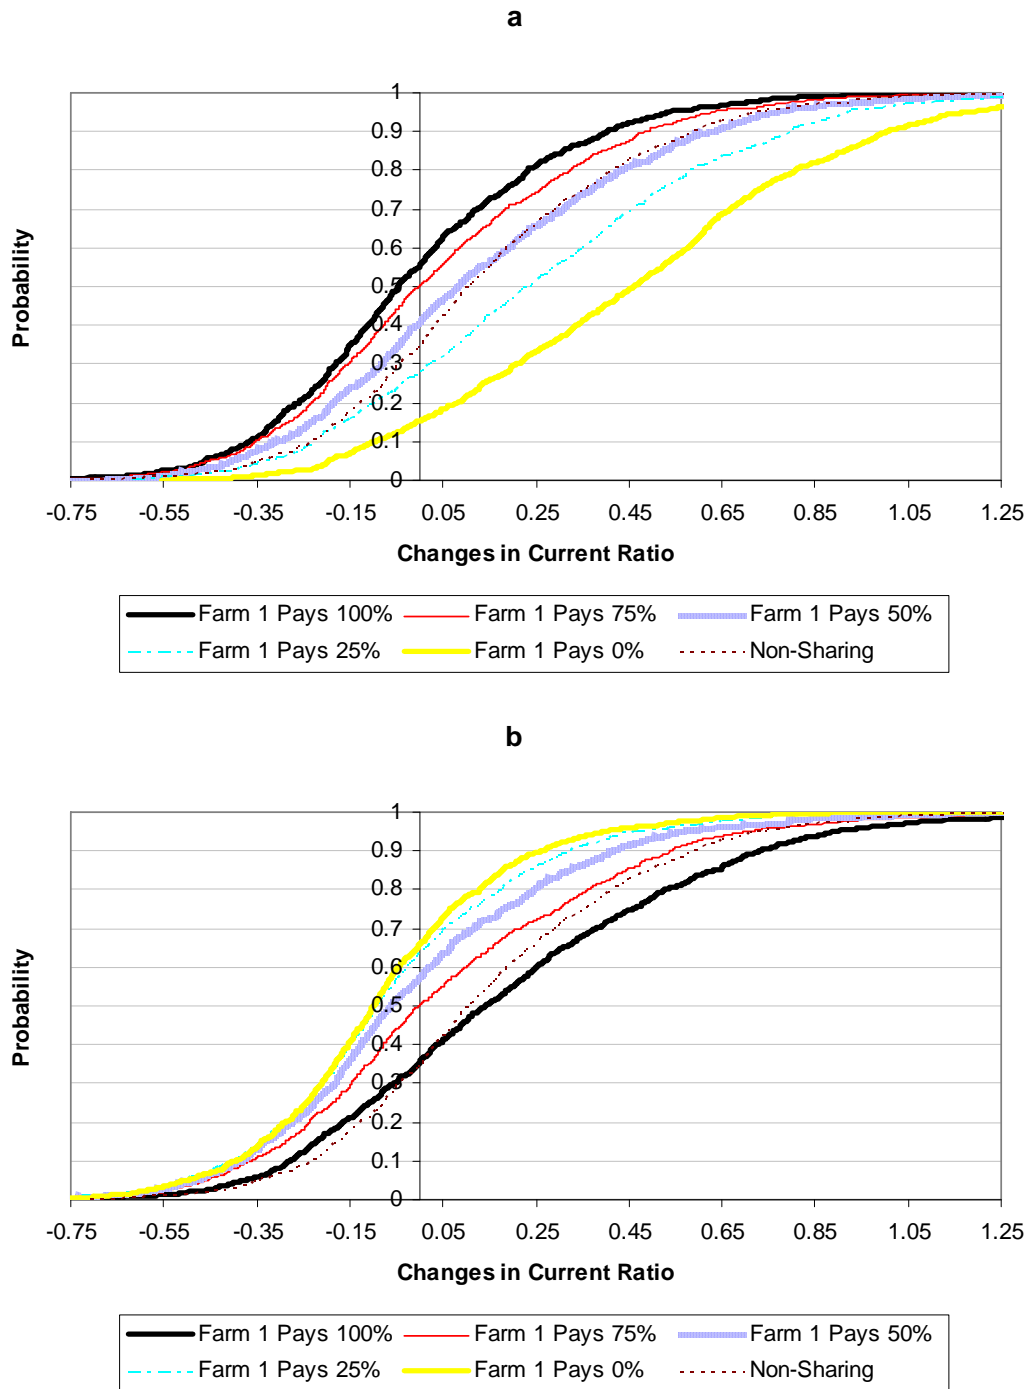 a
1
0.9
0.8
0.7
0.6
0.5
0.4
0.3
0.2
0.1
0
Probability
-0.75 -0.55 -0.35 -0.15 0.05 0.25 0.45 0.65 0.85 1.05 1.25
Changes in Current Ratio
Farm 1 Pays 100% Farm 1 Pays 75% Farm 1 Pays 50%
Farm 1 Pays 25% Farm 1 Pays 0% Non-Sharing
b
1
0.9
0.8
0.7
0.6
0.5
0.4
0.3
0.2
0.1
0
Probability
-0.75 -0.55 -0.35 -0.15 0.05 0.25 0.45 0.65 0.85 1.05 1.25
Changes in Current Ratio
Farm 1 Pays 100% Farm 1 Pays 75% Farm 1 Pays 50%
Farm 1 Pays 25% Farm 1 Pays 0% Non-Sharing